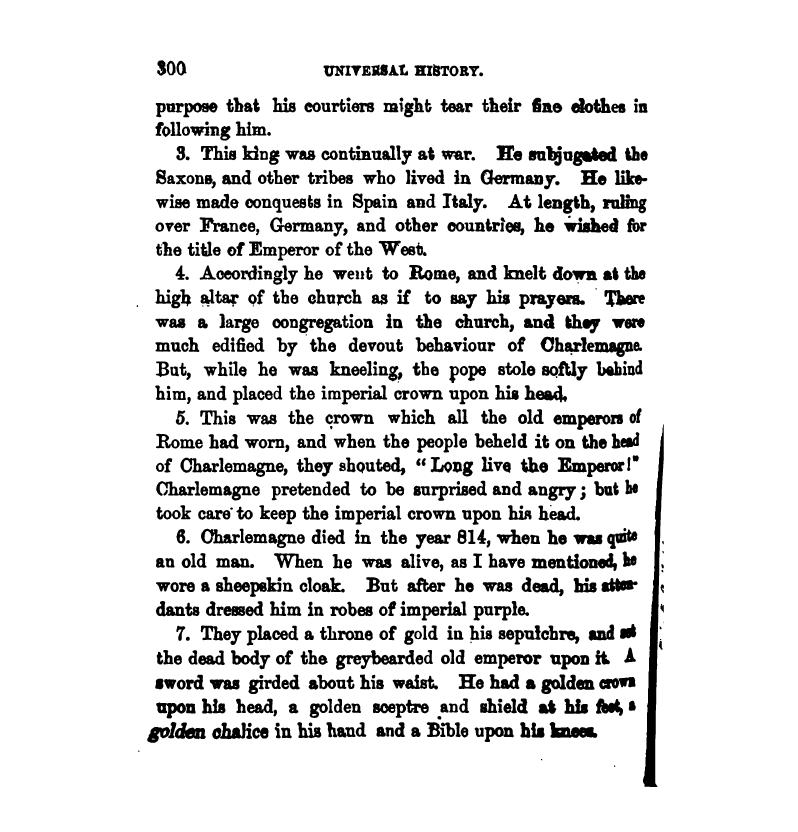 300 UNIVERSAL HISTORY.
purpose that his courtiers might tear their fine clothes in
following him.
3. This king was continually at war. He subjugated the
Saxons, and other tribes who lived in Germany. He like-
wise made conquests in Spain and Italy. At length, ruling
over France, Germany, and other countries, he wished for
the title of Emperor of the West.
4. Accordingly he went to Rome, and knelt down at the
high altar of the church as if to say his prayers. There
was a large congregation in the church, and they were
much edified by the devout behaviour of Charlemagne.
But, while he was kneeling, the pope stole softly behind
him, and placed the imperial crown upon his head.
5. This was the crown which all the old emperors of
Rome had worn, and when the people beheld it on the head
of Charlemagne, they shouted, “Long live the Emperor!”
Charlemagne pretended to be surprised and angry; but he
took care to keep the imperial crown upon his head.
6. Charlemagne died in the year 814, when he was quite
an old man. When he was alive, as I have mentioned, he
wore a sheepskin cloak. But after he was dead, his atten-
dants dressed him in robes of imperial purple.
7. They placed a throne of gold in his sepulchre, and set
the dead body of the greybearded old emperor upon it. A
sword was girded about his waist. He had a golden crown
upon his head, a golden sceptre and shield at his feet, a
golden chalice in his hand and a Bible upon his knees.